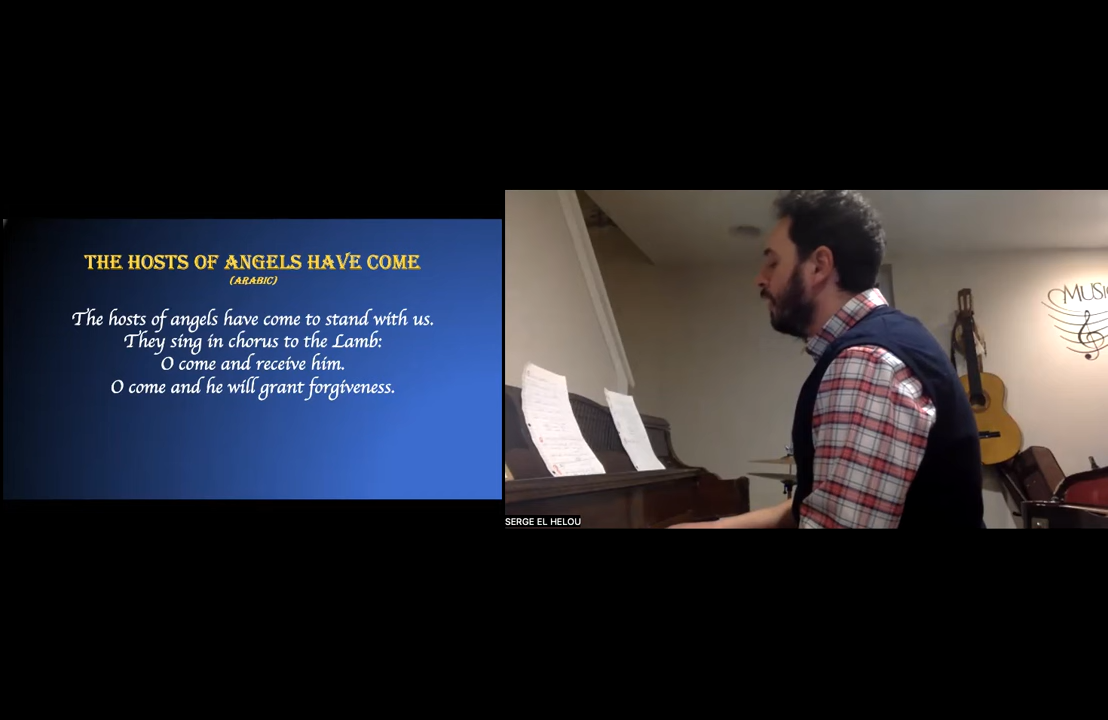 THE HOSTS OF ANGELS HAVE COME
(ARABIC)
The hosts of angels have come to stand with us.
They sing in chorus to the Lamb:
O come and receive him.
O come and he will grant forgiveness.
SERGE EL HELOU